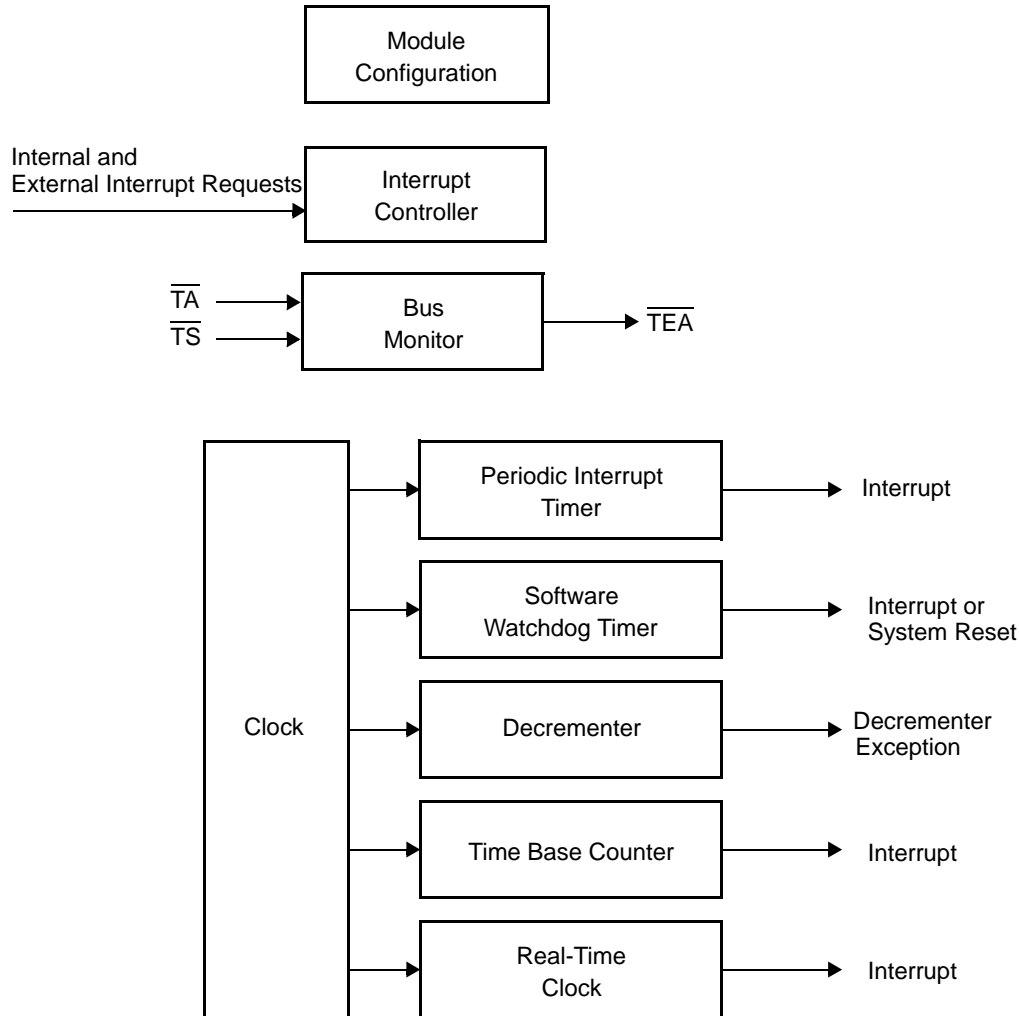 Module
Configuration
Internal and
External Interrupt Requests
Interrupt
Controller
TA
TS
Bus
Monitor
TEA
Clock
Periodic Interrupt
Timer
Interrupt
Software
Watchdog Timer
Interrupt or
System Reset
Decrementer
Decrementer
Exception
Time Base Counter
Interrupt
Real-Time
Clock
Interrupt